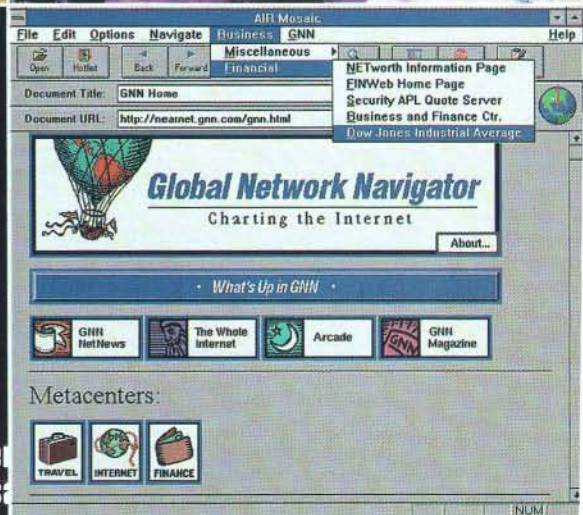 AIR Mosaic
File Edit Options Navigate Business GNN Help
Miscellaneous
Financial
NETworth Information Page
FINWeb Home Page
Security APL Quote Server
Business and Finance Ctr.
Dow Jones Industrial Average
Open Hotlist Back Forward
Document Title: GNN Home
Document URL: http://nearnet.gnn.com/gnn.html
Global Network Navigator
Charting the Internet
About...
· What's Up in GNN ·
GNN NetNews
The Whole Internet
Arcade
GNN Magazine
GNN
Metacenters:
TRAVEL INTERNET FINANCE
NUM